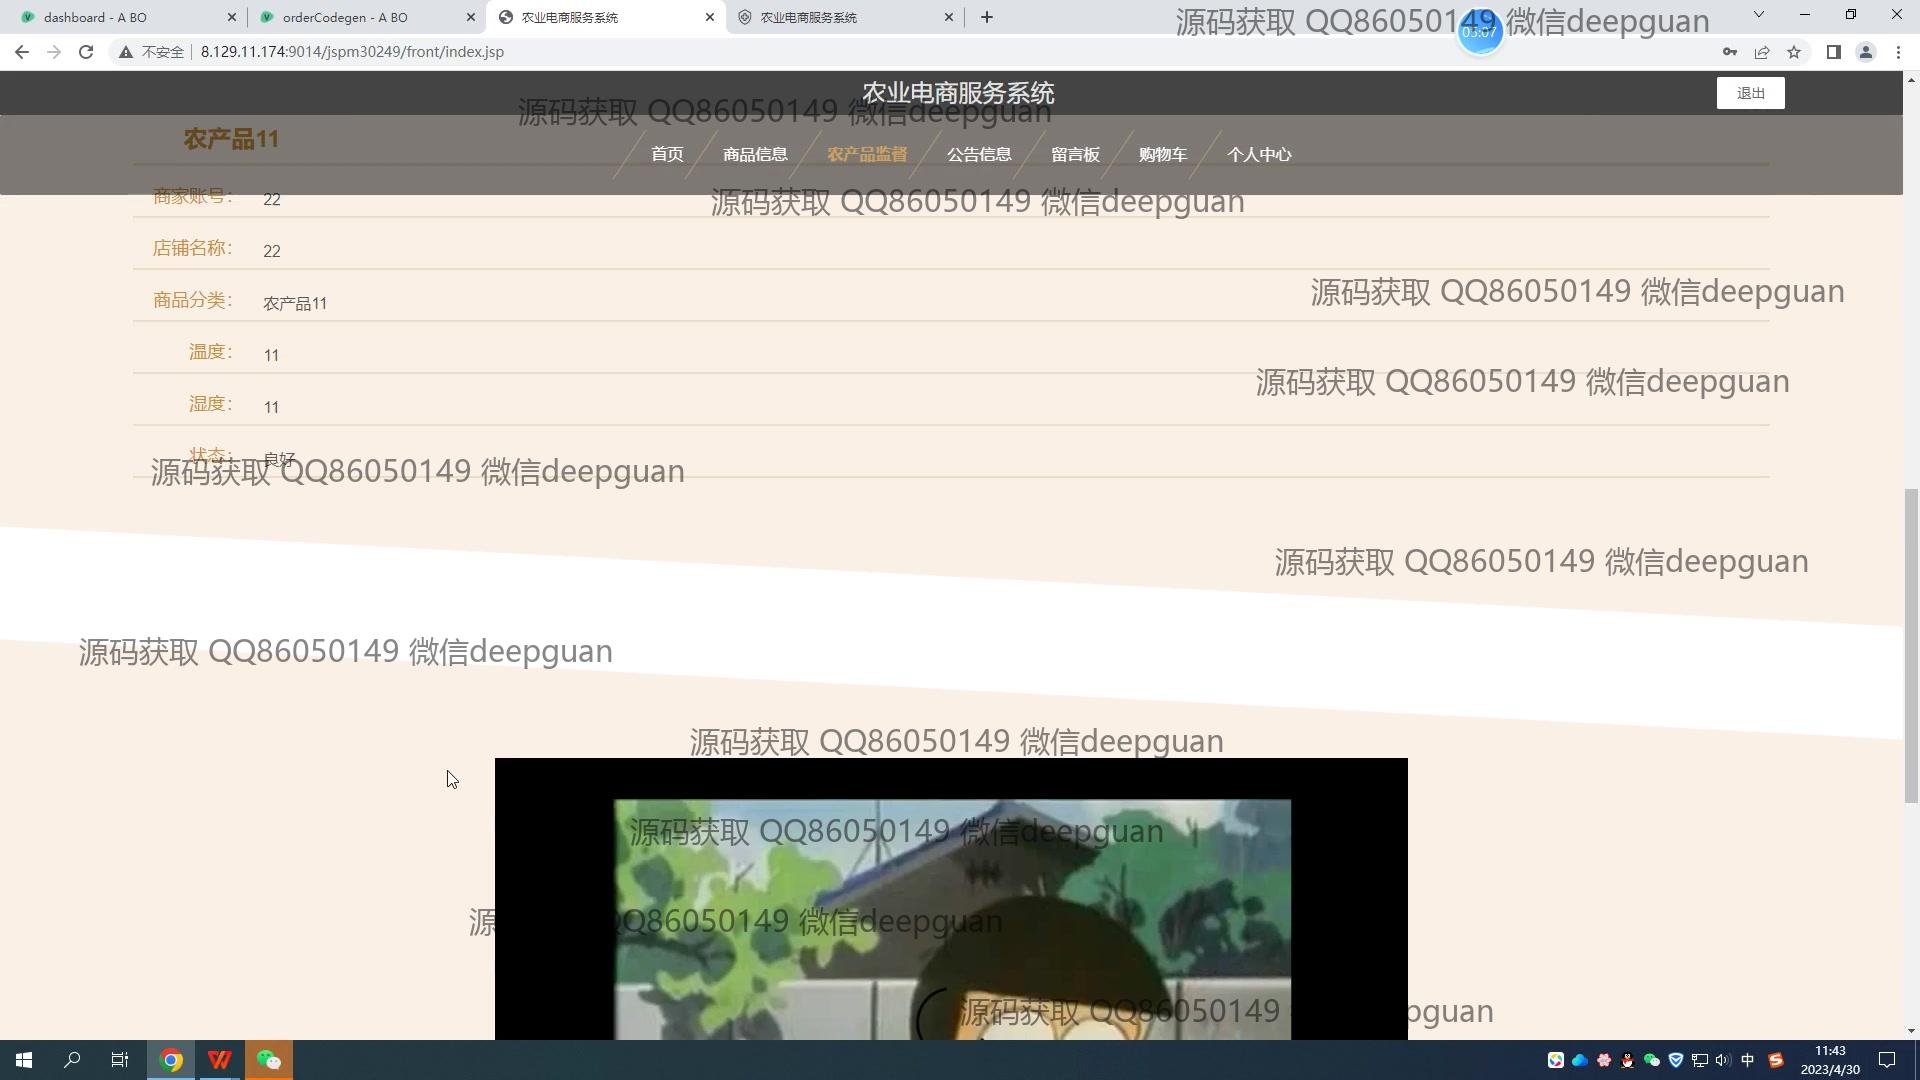 dashboard - A BO
orderCodegen - A BO
农业电商服务系统
农业电商服务系统
源码获取 QQ86050149 微信deepguan
05:07
不安全
8.129.11.174:9014/jspm30249/front/index.jsp
农业电商服务系统
退出
源码获取 QQ86050149 微信deepguan
农产品11
首页
商品信息
农产品监督
公告信息
留言板
购物车
个人中心
商家账号: 22
源码获取 QQ86050149 微信deepguan
店铺名称: 22
源码获取 QQ86050149 微信deepguan
商品分类: 农产品11
温度: 11
源码获取 QQ86050149 微信deepguan
湿度: 11
状态: 良好
源码获取 QQ86050149 微信deepguan
源码获取 QQ86050149 微信deepguan
源码获取 QQ86050149 微信deepguan
源码获取 QQ86050149 微信deepguan
源码获取 QQ86050149 微信deepguan
源 QQ86050149 微信deepguan
源码获取 QQ86050149 pguan
中
11:43
2023/4/30